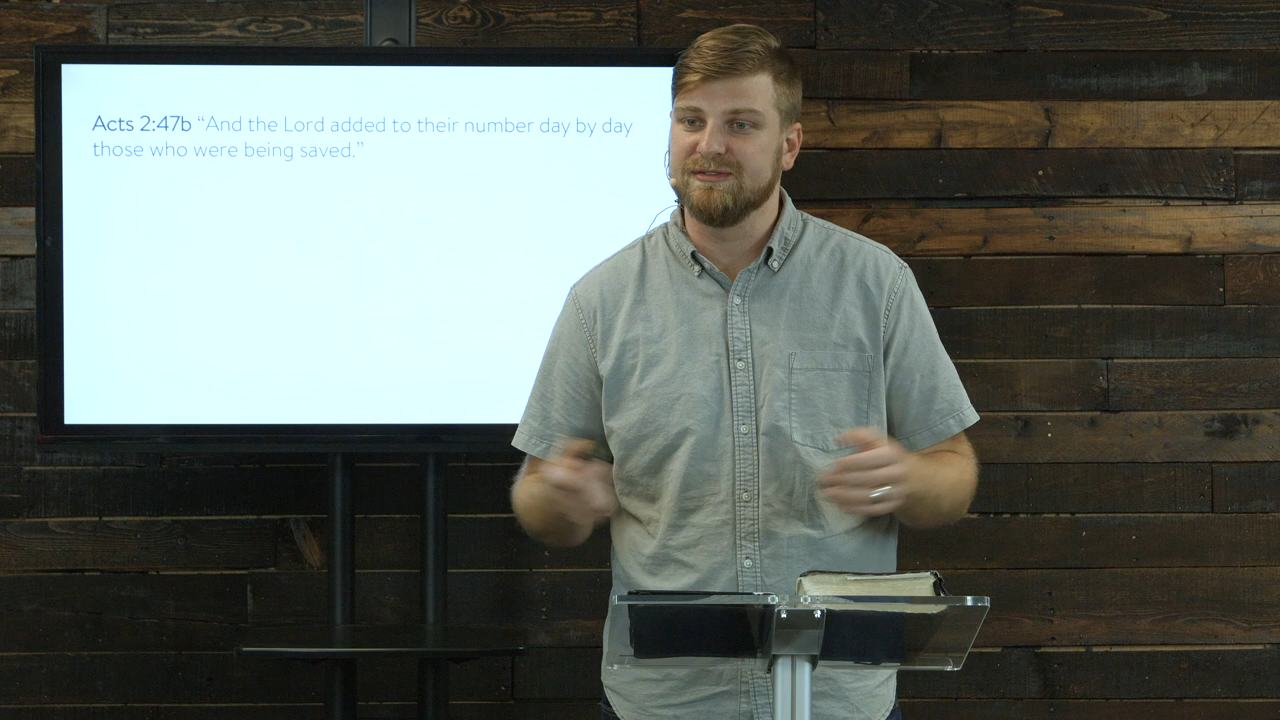 Acts 2:47b “And the Lord added to their number day by day
those who were being saved.”